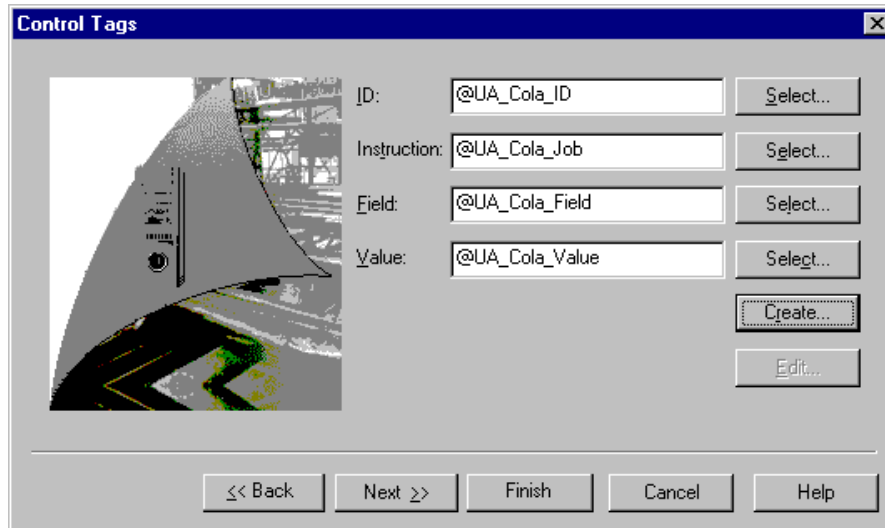 Control Tags
ID: @UA_Cola_ID Select...
Instruction: @UA_Cola_Job Select...
Field: @UA_Cola_Field Select...
Value: @UA_Cola_Value Select...
Create...
Edit...
<< Back Next >> Finish Cancel Help